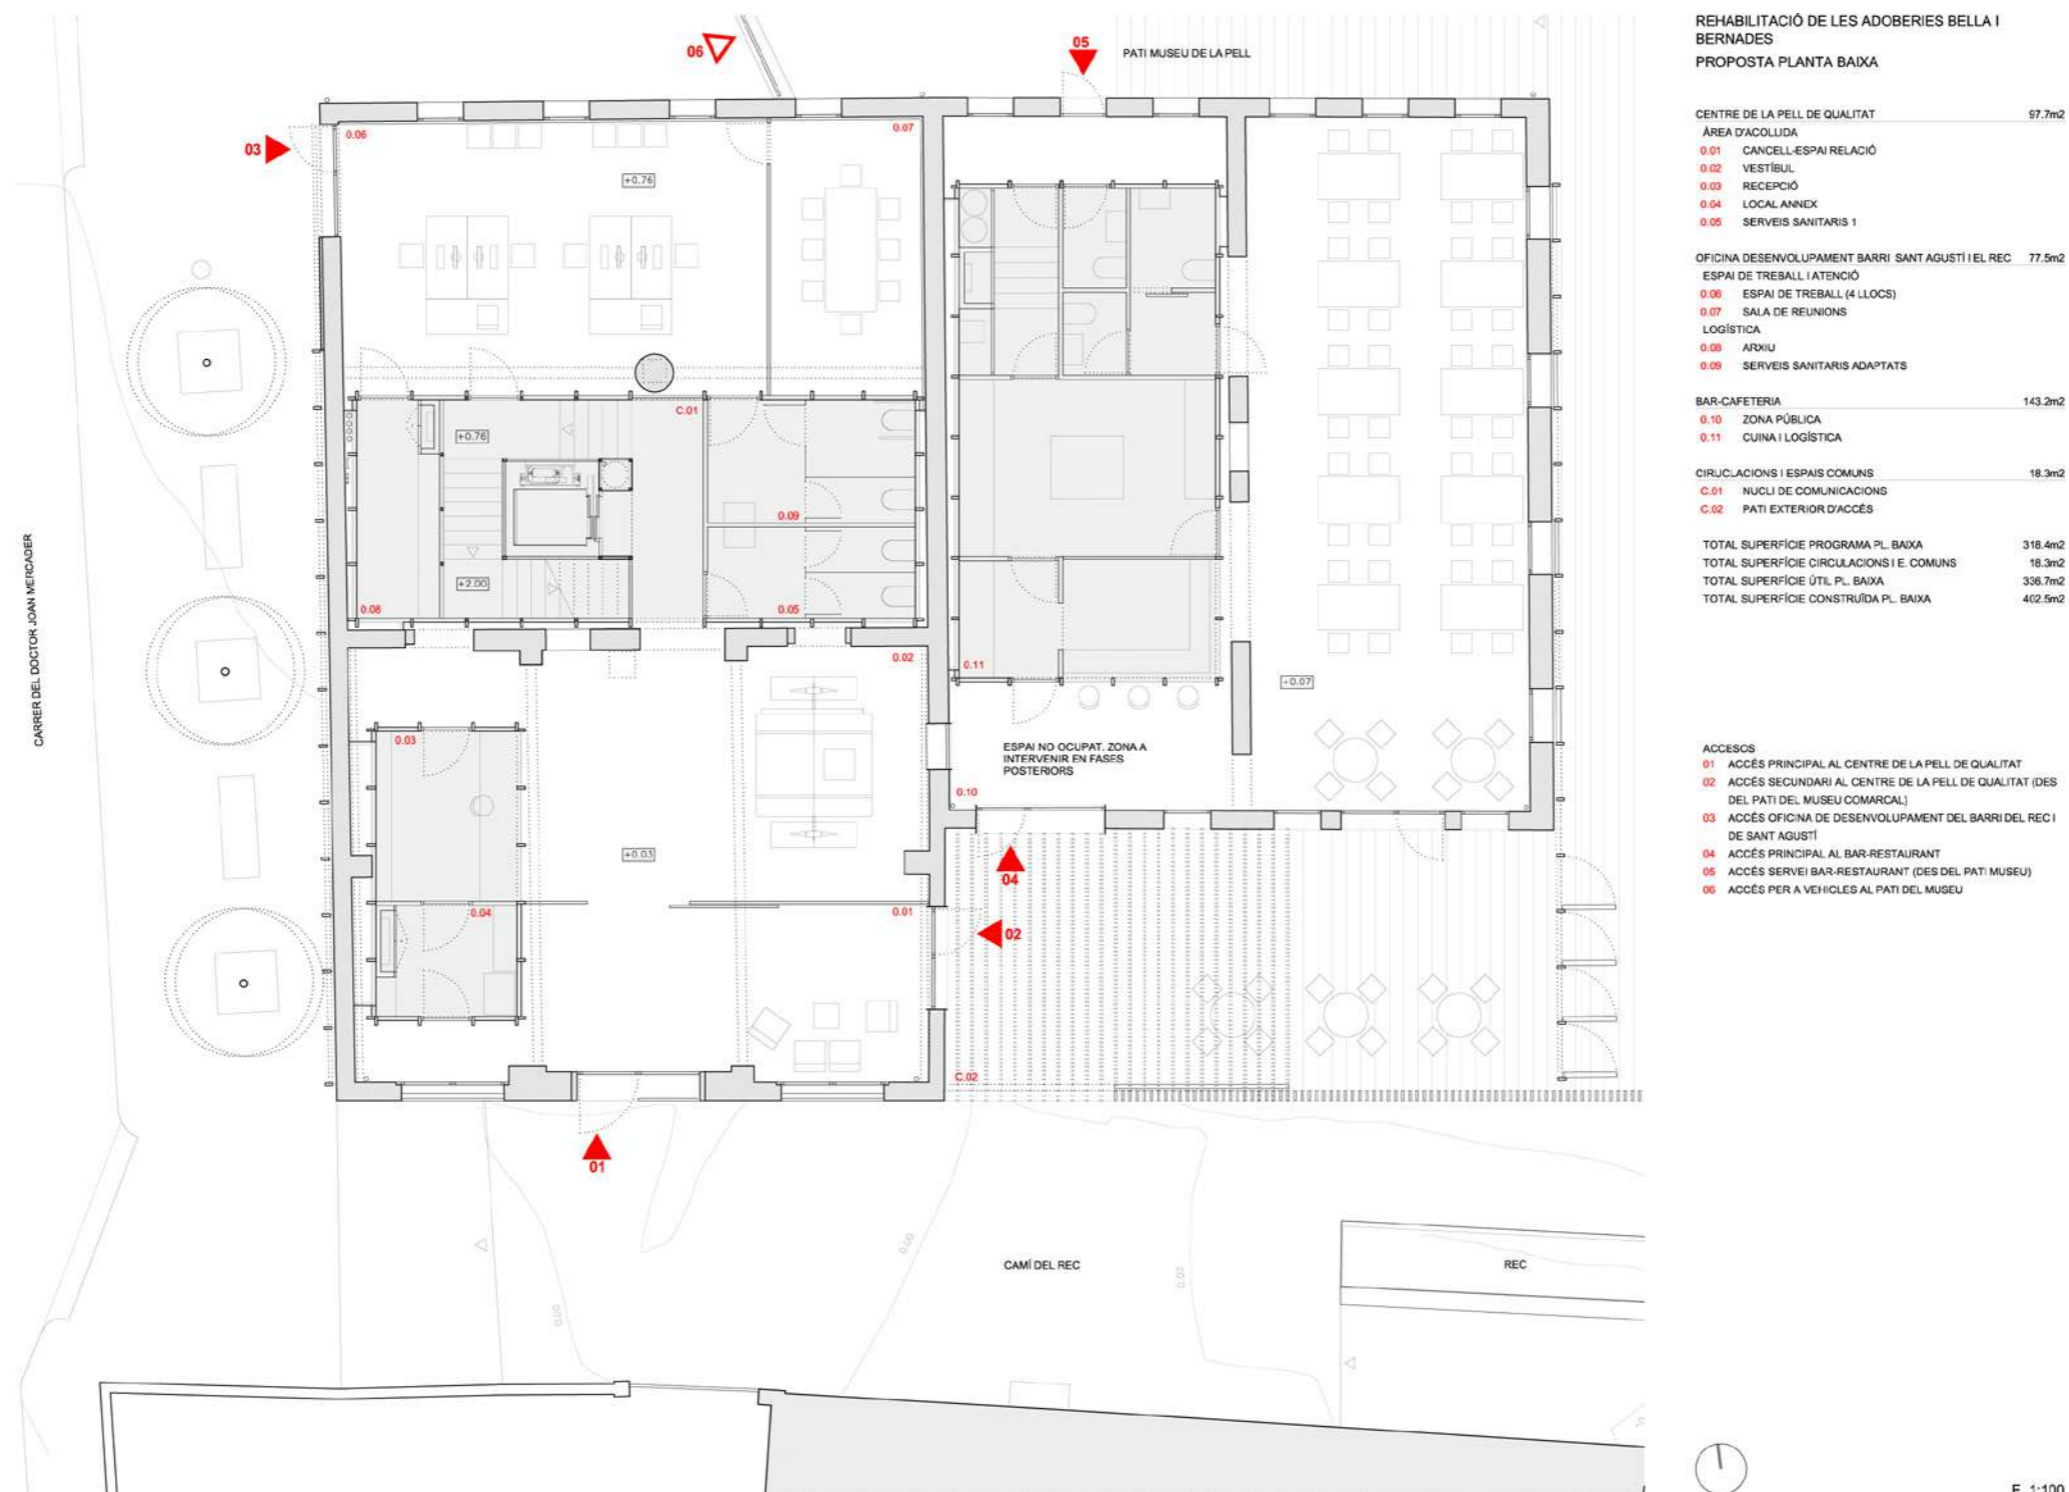 REHABILITACIÓ DE LES ADOBERIES BELLA I
BERNADES
PROPOSTA PLANTA BAIXA
CENTRE DE LA PELL DE QUALITAT 97.7m2
ÀREA D'ACOLLIDA
0.01 CANCELL-ESPAI RELACIÓ
0.02 VESTÍBUL
0.03 RECEPCIÓ
0.04 LOCAL ANNEX
0.05 SERVEIS SANITARIS 1
OFICINA DESENVOLUPAMENT BARRI SANT AGUSTÍ I EL REC 77.5m2
ESPAI DE TREBALL I ATENCIÓ
0.06 ESPAI DE TREBALL (4 LLOCS)
0.07 SALA DE REUNIONS
LOGÍSTICA
0.08 ARXIU
0.09 SERVEIS SANITARIS ADAPTATS
BAR-CAFETERIA 143.2m2
0.10 ZONA PÚBLICA
0.11 CUINA I LOGÍSTICA
CIRUCLACIONS I ESPAIS COMUNS 18.3m2
C.01 NUCLI DE COMUNICACIONS
C.02 PATI EXTERIOR D'ACCÉS
TOTAL SUPERFÍCIE PROGRAMA PL. BAIXA 318.4m2
TOTAL SUPERFÍCIE CIRCULACIONS I E. COMUNS 18.3m2
TOTAL SUPERFÍCIE ÚTIL PL. BAIXA 336.7m2
TOTAL SUPERFÍCIE CONSTRUÏDA PL. BAIXA 402.5m2
ACCESOS
01 ACCÉS PRINCIPAL AL CENTRE DE LA PELL DE QUALITAT
02 ACCÉS SECUNDARI AL CENTRE DE LA PELL DE QUALITAT (DES
DEL PATI DEL MUSEU COMARCAL)
03 ACCÉS OFICINA DE DESENVOLUPAMENT DEL BARRI DEL REC I
DE SANT AGUSTÍ
04 ACCÉS PRINCIPAL AL BAR-RESTAURANT
05 ACCÉS SERVEI BAR-RESTAURANT (DES DEL PATI MUSEU)
06 ACCÉS PER A VEHICLES AL PATI DEL MUSEU
E 1:100
06
05
PATI MUSEU DE LA PELL
03
0.06
0.07
+0.76
C.01
+0.76
0.09
+2.00
0.08
0.05
0.02
0.11
+0.07
0.03
ESPAI NO OCUPAT. ZONA A
INTERVENIR EN FASES
POSTERIORS
0.10
+0.03
04
0.04
0.01
02
C.02
01
CARRER DEL DOCTOR JOAN MERCADER
CAMÍ DEL REC
REC
0.00
0.00
0.00